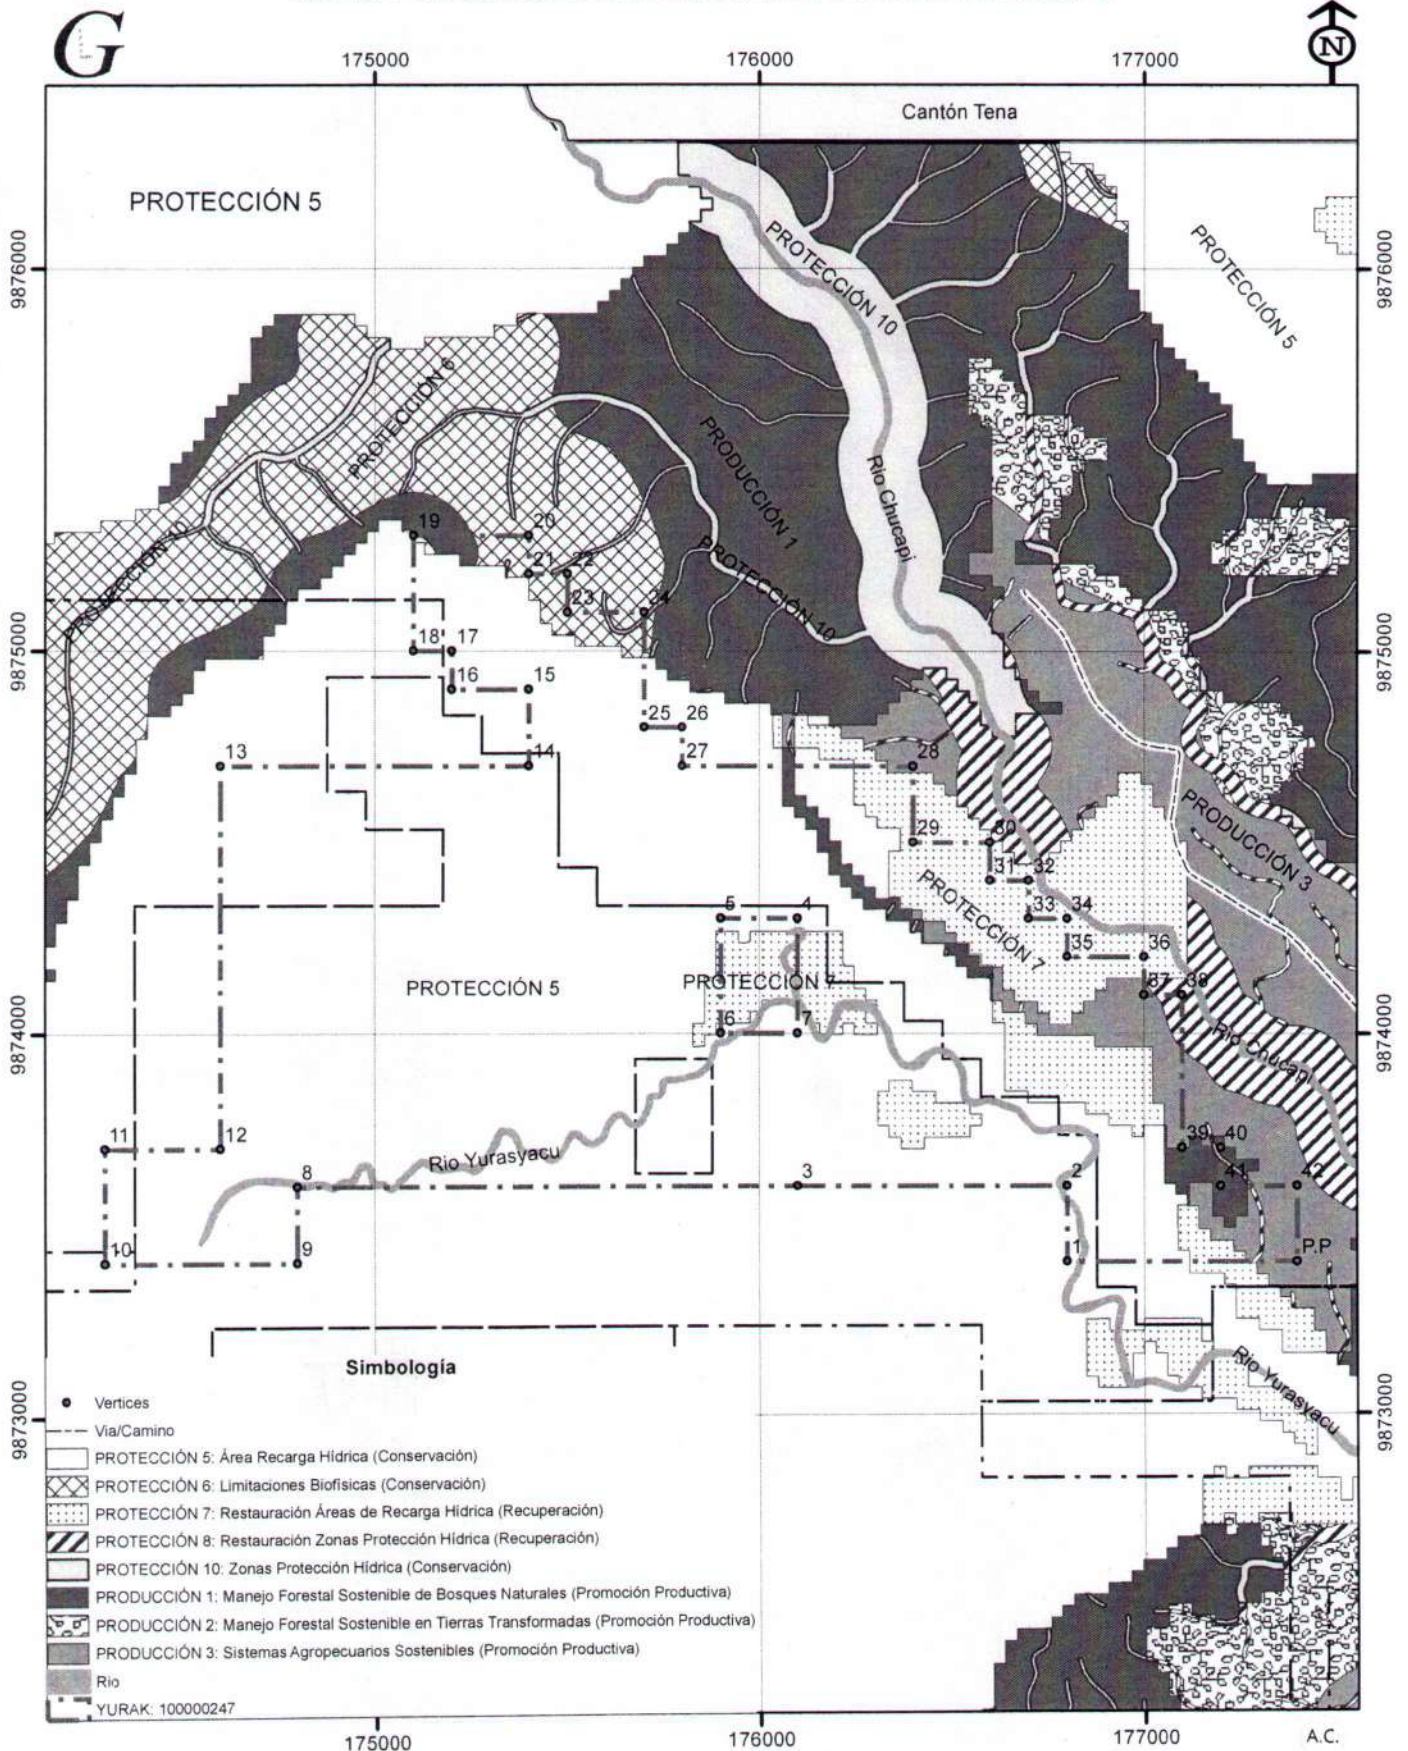 G
N
175000
176000
177000
Cantón Tena
PROTECCIÓN 5
PROTECCIÓN 10
PROTECCIÓN 5
9876000
9876000
PROTECCIÓN 6
PRODUCCIÓN 1
Rio Chucapi
PROTECCIÓN 10
PROTECCIÓN 10
19
20
21
22
23
24
9875000
9875000
18
17
16
15
25
26
13
14
27
28
PRODUCCIÓN 3
29
30
31
32
PROTECCIÓN 7
5
4
33
34
35
36
PROTECCIÓN 5
PROTECCIÓN 7
37
38
9874000
9874000
6
7
Rio Chucapi
11
12
39
40
Rio Yurasyacu
8
3
2
41
42
10
9
1
P.P
Rio Yurasyacu
Simbología
9873000
9873000
Vertices
Via/Camino
PROTECCIÓN 5: Área Recarga Hídrica (Conservación)
PROTECCIÓN 6: Limitaciones Biofísicas (Conservación)
PROTECCIÓN 7: Restauración Áreas de Recarga Hídrica (Recuperación)
PROTECCIÓN 8: Restauración Zonas Protección Hídrica (Recuperación)
PROTECCIÓN 10: Zonas Protección Hídrica (Conservación)
PRODUCCIÓN 1: Manejo Forestal Sostenible de Bosques Naturales (Promoción Productiva)
PRODUCCIÓN 2: Manejo Forestal Sostenible en Tierras Transformadas (Promoción Productiva)
PRODUCCIÓN 3: Sistemas Agropecuarios Sostenibles (Promoción Productiva)
Rio
YURAK: 100000247
175000
176000
177000
A.C.